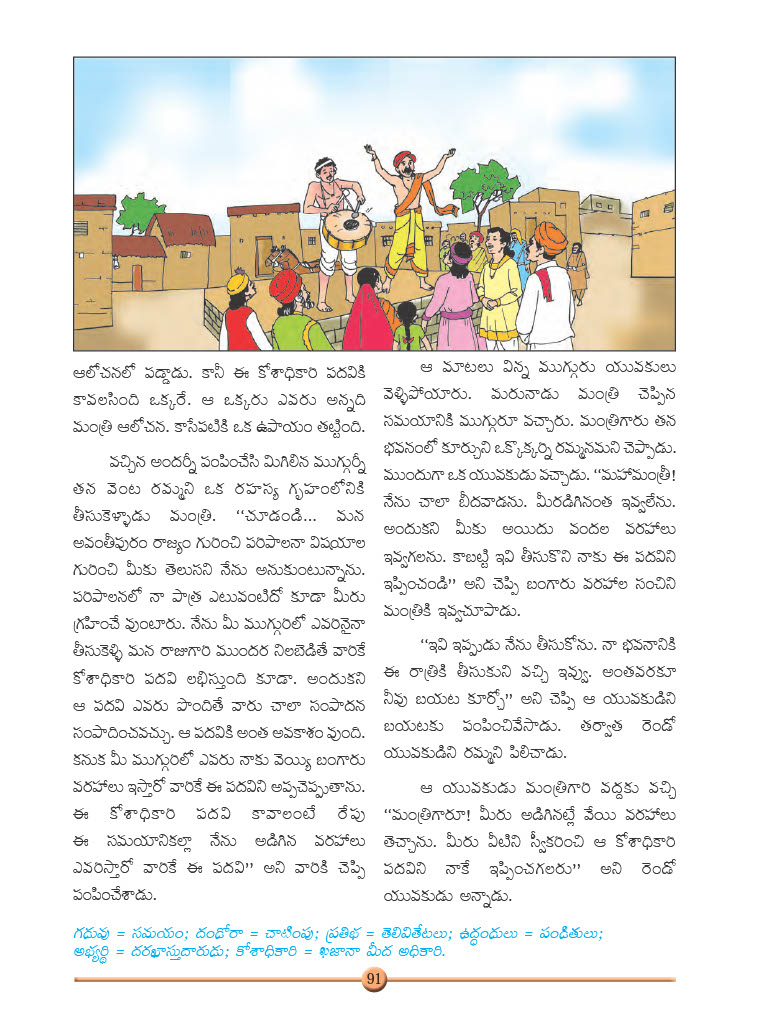 ఆలోచనలో పడ్డాడు. కానీ ఈ కోశాధికారి పదవికి
కావలసింది ఒక్కరే. ఆ ఒక్కరు ఎవరు అన్నది
మంత్రి ఆలోచన. కాసేపటికి ఒక ఉపాయం తట్టింది.
వచ్చిన అందర్నీ పంపించేసి మిగిలిన ముగ్గుర్నీ
తన వెంట రమ్మని ఒక రహస్య గృహంలోనికి
తీసుకెళ్ళాడు మంత్రి. ‘‘చూడండి... మన
అవంతీపురం రాజ్యం గురించి పరిపాలనా విషయాల
గురించి మీకు తెలుసని నేను అనుకుంటున్నాను.
పరిపాలనలో నా పాత్ర ఎటువంటిదో కూడా మీరు
గ్రహించే వుంటారు. నేను మీ ముగ్గురిలో ఎవరినైనా
తీసుకెళ్ళి మన రాజుగారి ముందర నిలబెడితే వారికే
కోశాధికారి పదవి లభిస్తుంది కూడా. అందుకని
ఆ పదవి ఎవరు పొందితే వారు చాలా సంపాదన
సంపాదించవచ్చు. ఆ పదవికి అంత అవకాశం వుంది.
కనుక మీ ముగ్గురిలో ఎవరు నాకు వెయ్యి బంగారు
వరహాలు ఇస్తారో వారికే ఈ పదవిని అప్పచెప్పుతాను.
ఈ కోశాధికారి పదవి కావాలంటే రేపు
ఈ సమయానికల్లా నేను అడిగిన వరహాలు
ఎవరిస్తారో వారికే ఈ పదవి’’ అని వారికి చెప్పి
పంపించేశాడు.
ఆ మాటలు విన్న ముగ్గురు యువకులు
వెళ్ళిపోయారు. మరునాడు మంత్రి చెప్పిన
సమయానికి ముగ్గురూ వచ్చారు. మంత్రిగారు తన
భవనంలో కూర్చుని ఒక్కొక్కర్ని రమ్మనమని చెప్పాడు.
ముందుగా ఒక యువకుడు వచ్చాడు. ‘‘మహామంత్రీ!
నేను చాలా బీదవాడను. మీరడిగినంత ఇవ్వలేను.
అందుకని మీకు అయిదు వందల వరహాలు
ఇవ్వగలను. కాబట్టి ఇవి తీసుకొని నాకు ఈ పదవిని
ఇప్పించండి’’ అని చెప్పి బంగారు వరహాల సంచిని
మంత్రికి ఇవ్వచూపాడు.
‘‘ఇవి ఇప్పుడు నేను తీసుకోను. నా భవనానికి
ఈ రాత్రికి తీసుకుని వచ్చి ఇవ్వు. అంతవరకూ
నీవు బయట కూర్చో’’ అని చెప్పి ఆ యువకుడిని
బయటకు పంపించివేసాడు. తర్వాత రెండో
యువకుడిని రమ్మని పిలిచాడు.
ఆ యువకుడు మంత్రిగారి వద్దకు వచ్చి
‘‘మంత్రిగారూ! మీరు అడిగినట్లే వేయి వరహాలు
తెచ్చాను. మీరు వీటిని స్వీకరించి ఆ కోశాధికారి
పదవిని నాకే ఇప్పించగలరు’’ అని రెండో
యువకుడు అన్నాడు.
గడువు = సమయం; దండోరా = చాటింపు; ప్రతిభ = తెలివితేటలు; ఉద్దండులు = పండితులు;
అభ్యర్థి = దరఖాస్తుదారుడు; కోశాధికారి = ఖజానా మీద అధికారి.
91